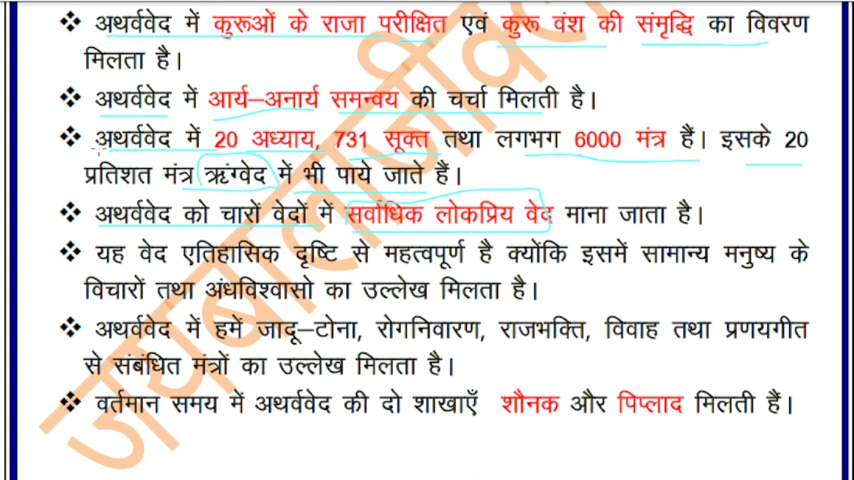 ❖ अथर्ववेद में कुरूओं के राजा परीक्षित एवं कुरू वंश की संमृद्धि का विवरण
मिलता है।
❖ अथर्ववेद में आर्य–अनार्य समन्वय की चर्चा मिलती है।
❖ अथर्ववेद में 20 अध्याय, 731 सूक्त तथा लगभग 6000 मंत्र हैं। इसके 20
प्रतिशत मंत्र ऋंग्वेद में भी पाये जाते हैं।
❖ अथर्ववेद को चारों वेदों में सर्वाधिक लोकप्रिय वेद माना जाता है।
❖ यह वेद एतिहासिक दृष्टि से महत्वपूर्ण है क्योंकि इसमें सामान्य मनुष्य के
विचारों तथा अंधविश्वासो का उल्लेख मिलता है।
❖ अथर्ववेद में हमें जादू–टोना, रोगनिवारण, राजभक्ति, विवाह तथा प्रणयगीत
से संबंधित मंत्रों का उल्लेख मिलता है।
❖ वर्तमान समय में अथर्ववेद की दो शाखाएँ शौनक और पिप्लाद मिलती हैं।